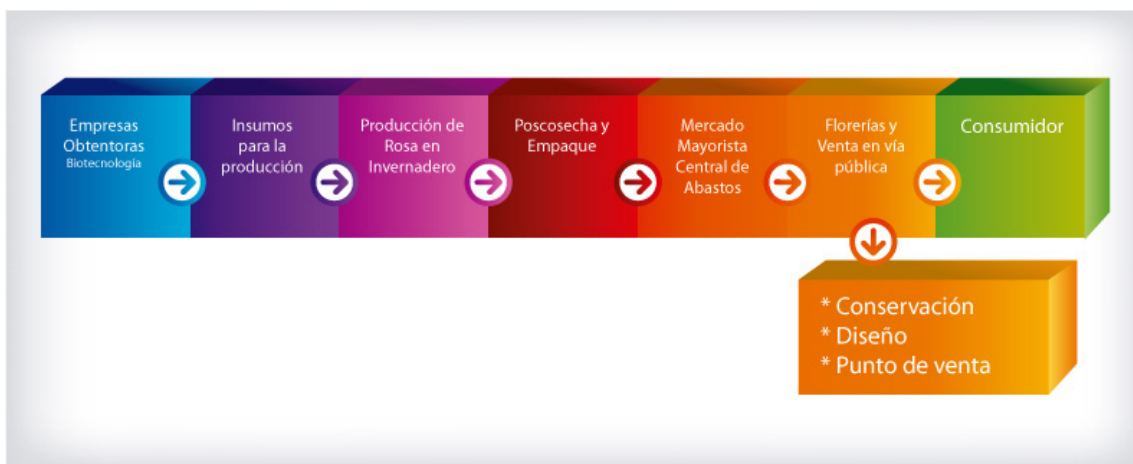 Empresas
Obtentoras
Biotecnología
Insumos
para la
producción
Producción de
Rosa en
Invernadero
Poscosecha y
Empaque
Mercado
Mayorista
Central de
Abastos
Florerías y
Venta en vía
pública
Consumidor
* Conservación
* Diseño
* Punto de venta